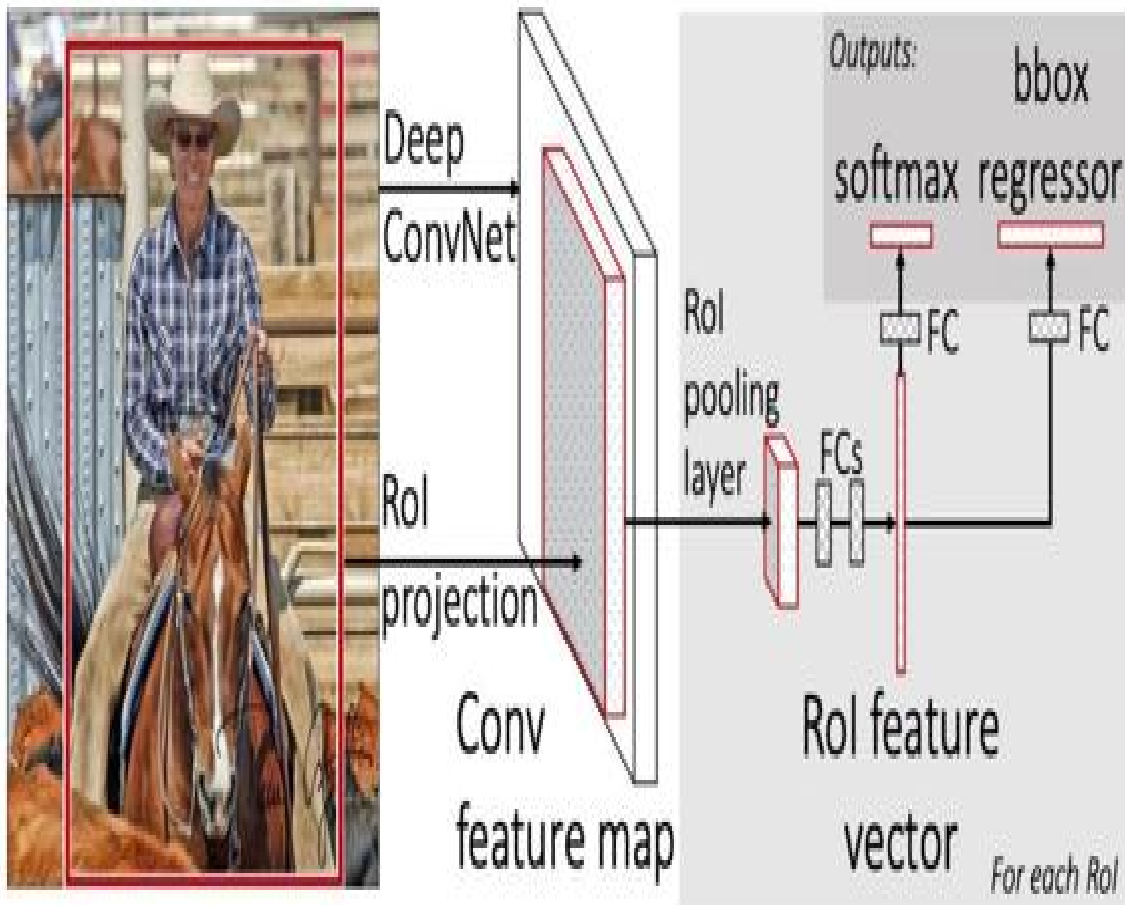 Deep
ConvNet
RoI
projection
Conv
feature map
RoI
pooling
layer
FCs
RoI feature
vector
Outputs:
softmax
bbox
regressor
FC
FC
For each RoI